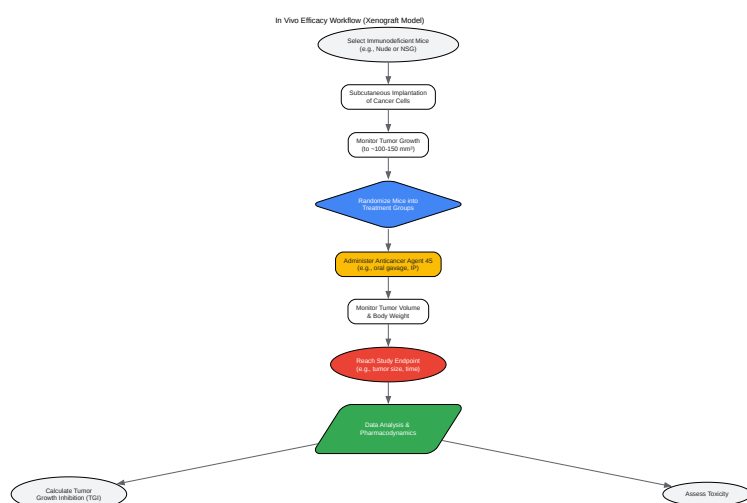 In Vivo Efficacy Workflow (Xenograft Model)
Select Immunodeficient Mice
(e.g., Nude or NSG)
Subcutaneous Implantation
of Cancer Cells
Monitor Tumor Growth
(to ~100-150 mm³)
Randomize Mice into
Treatment Groups
Administer Anticancer Agent 45
(e.g., oral gavage, IP)
Monitor Tumor Volume
& Body Weight
Reach Study Endpoint
(e.g., tumor size, time)
Data Analysis &
Pharmacodynamics
Calculate Tumor
Growth Inhibition (TGI)
Assess Toxicity